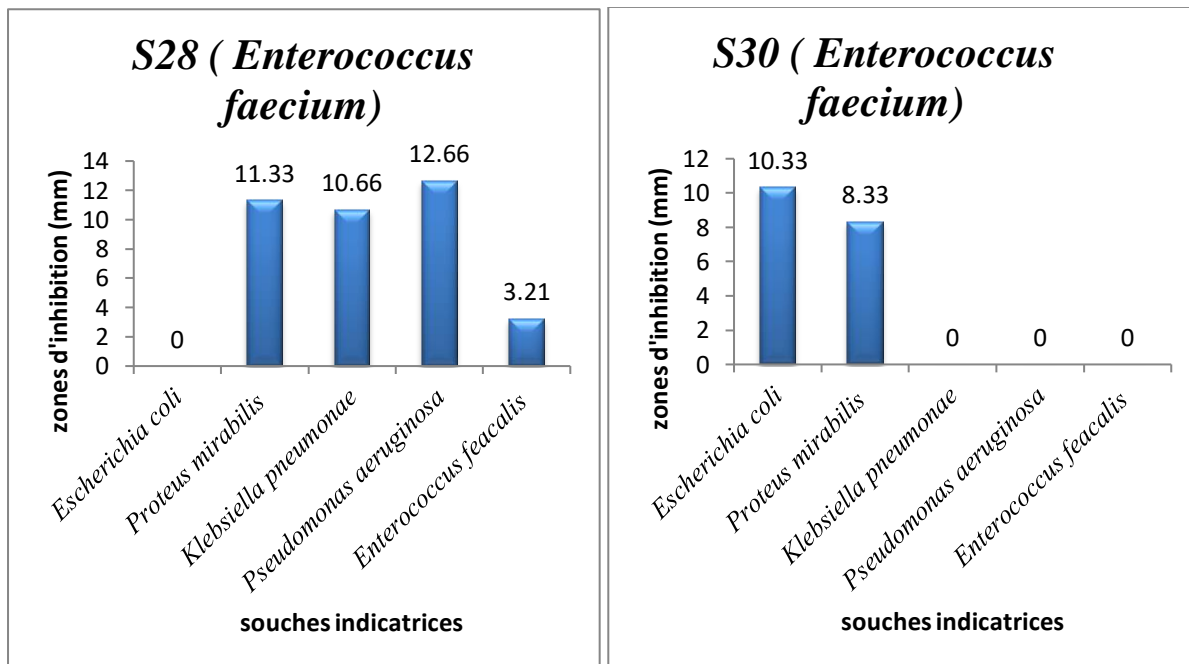 S28 ( Enterococcus
faecium)
zones d'inhibition (mm)
14
12
10
8
6
4
2
0
0
11.33
10.66
12.66
3.21
Escherichia coli
Proteus mirabilis
Klebsiella pneumonae
Pseudomonas aeruginosa
Enterococcus feacalis
souches indicatrices
S30 ( Enterococcus
faecium)
zones d'inhibition (mm)
12
10
8
6
4
2
0
10.33
8.33
0
0
0
Escherichia coli
Proteus mirabilis
Klebsiella pneumonae
Pseudomonas aeruginosa
Enterococcus feacalis
souches indicatrices